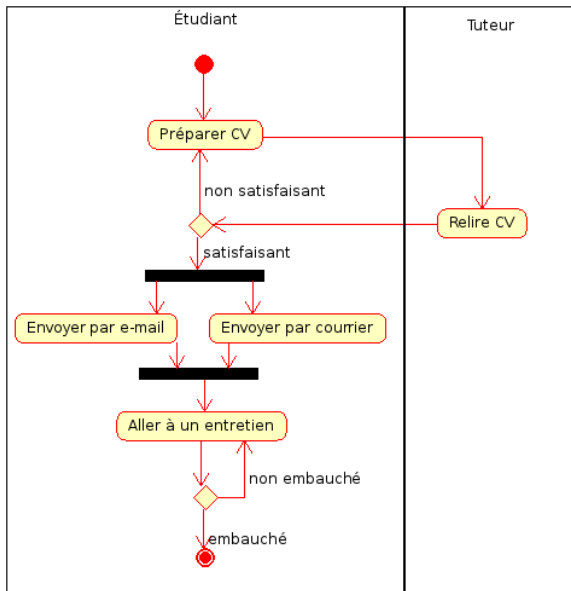 Étudiant
Tuteur
Préparer CV
non satisfaisant
Relire CV
satisfaisant
Envoyer par e-mail
Envoyer par courrier
Aller à un entretien
non embauché
embauché